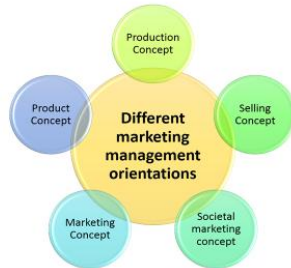 Production
Concept
Product
Concept
Different
marketing
management
orientations
Selling
Concept
Marketing
Concept
Societal
marketing
concept